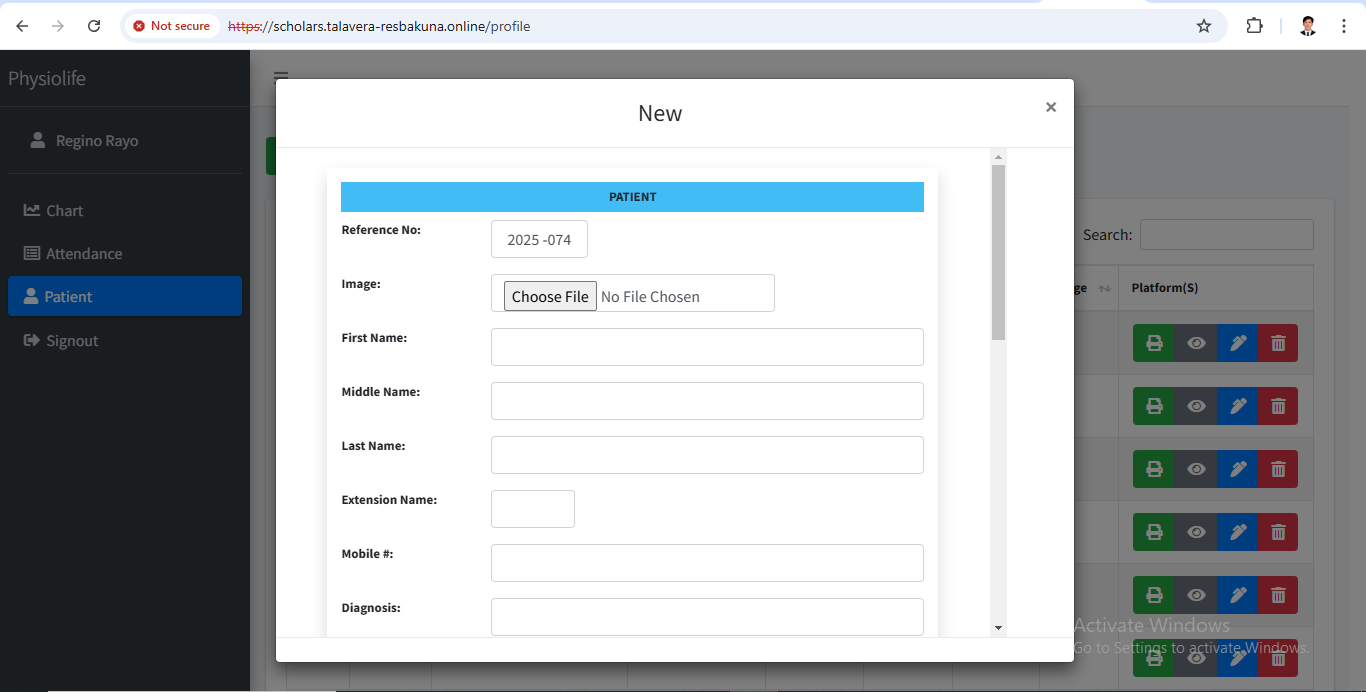 Not secure https://scholars.talavera-resbakuna.online/profile
Physiolife
Regino Rayo
Chart
Attendance
Patient
Signout
New
×
PATIENT
Reference No: 2025 -074
Image: Choose File No File Chosen
First Name:
Middle Name:
Last Name:
Extension Name:
Mobile #:
Diagnosis:
Search:
ge Platform(S)
Activate Windows
Go to Settings to activate Windows.